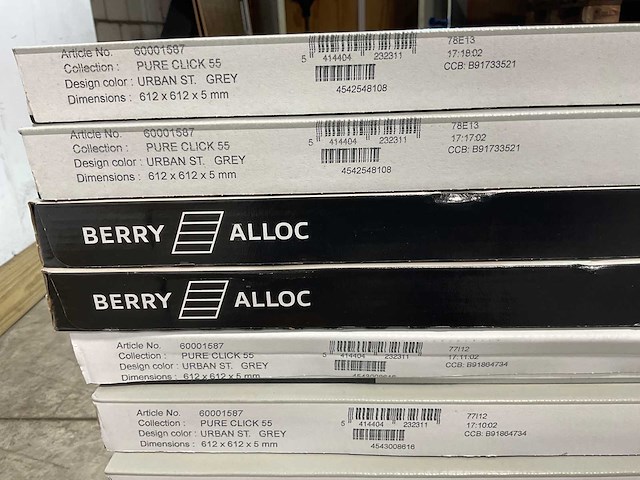 Article No. 60001587
Collection : PURE CLICK 55
Design color : URBAN ST. GREY
Dimensions : 612 x 612 x 5 mm
5 414404 232311
4542548108
78E13
17:18:02
CCB: B91733521
Article No. 60001587
Collection : PURE CLICK 55
Design color : URBAN ST. GREY
Dimensions : 612 x 612 x 5 mm
5 414404 232311
4542548108
78E13
17:17:02
CCB: B91733521
BERRY ALLOC
BERRY ALLOC
Article No. 60001587
Collection : PURE CLICK 55
Design color : URBAN ST. GREY
Dimensions : 612 x 612 x 5 mm
5 414404 232311
4543008616
77I12
17:11:02
CCB: B91864734
Article No. 60001587
Collection : PURE CLICK 55
Design color : URBAN ST. GREY
Dimensions : 612 x 612 x 5 mm
5 414404 232311
4543008616
77I12
17:10:02
CCB: B91864734